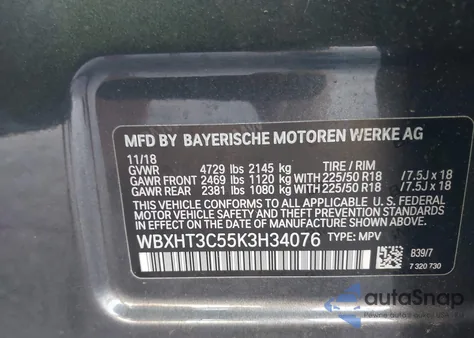 MFD BY BAYERISCHE MOTOREN WERKE AG
11/18
GVWR 4729 lbs 2145 kg TIRE / RIM
GAWR FRONT 2469 lbs 1120 kg WITH 225/50 R18 /7.5J x 18
GAWR REAR 2381 lbs 1080 kg WITH 225/50 R18 /7.5J x 18
THIS VEHICLE CONFORMS TO ALL APPLICABLE U. S. FEDERAL
MOTOR VEHICLE SAFETY, BUMPER, AND THEFT PREVENTION STANDARDS
IN EFFECT ON THE DATE OF MANUFACTURE SHOWN ABOVE.
WBXHT3C55K3H34076 TYPE: MPV
B39/7
7 320 730
autoSnap